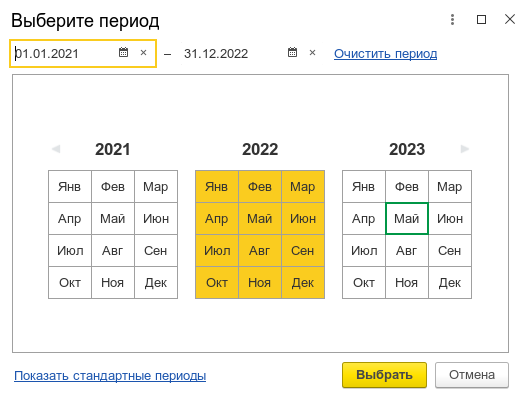 Выберите период
01.01.2021 – 31.12.2022 Очистить период
2021 2022 2023
Янв Фев Мар Янв Фев Мар Янв Фев Мар
Апр Май Июн Апр Май Июн Апр Май Июн
Июл Авг Сен Июл Авг Сен Июл Авг Сен
Окт Ноя Дек Окт Ноя Дек Окт Ноя Дек
Показать стандартные периоды Выбрать Отмена